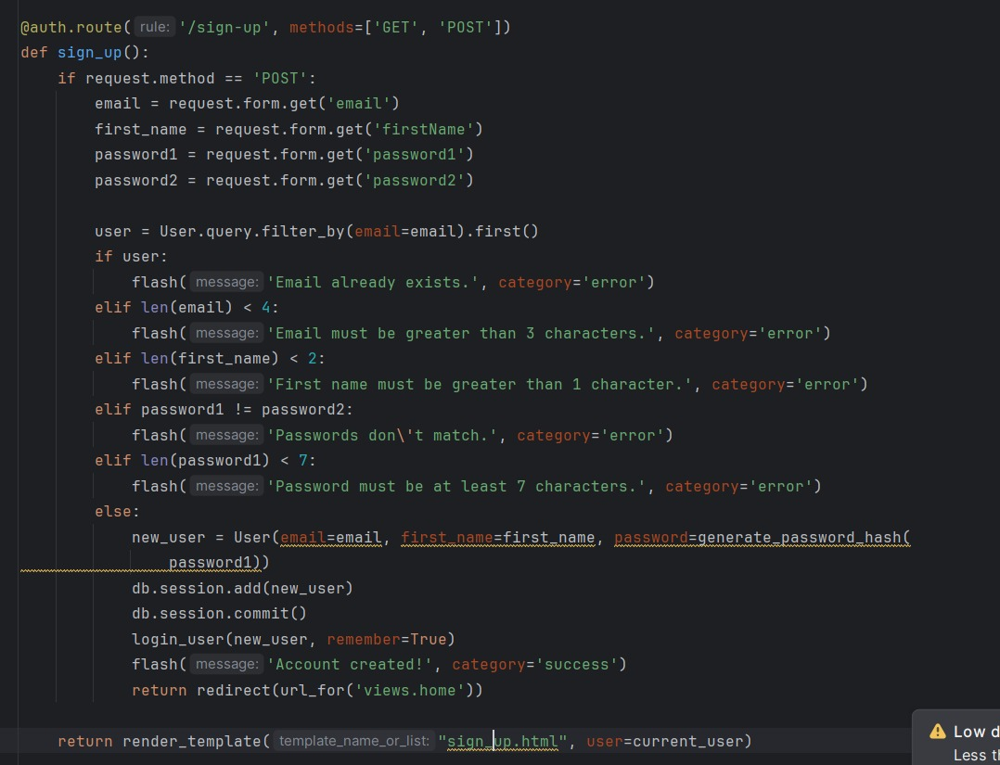 @auth.route( rule: '/sign-up', methods=['GET', 'POST'])
def sign_up():
    if request.method == 'POST':
        email = request.form.get('email')
        first_name = request.form.get('firstName')
        password1 = request.form.get('password1')
        password2 = request.form.get('password2')

        user = User.query.filter_by(email=email).first()
        if user:
            flash( message: 'Email already exists.', category='error')
        elif len(email) < 4:
            flash( message: 'Email must be greater than 3 characters.', category='error')
        elif len(first_name) < 2:
            flash( message: 'First name must be greater than 1 character.', category='error')
        elif password1 != password2:
            flash( message: 'Passwords don\'t match.', category='error')
        elif len(password1) < 7:
            flash( message: 'Password must be at least 7 characters.', category='error')
        else:
            new_user = User(email=email, first_name=first_name, password=generate_password_hash(
                password1))
            db.session.add(new_user)
            db.session.commit()
            login_user(new_user, remember=True)
            flash( message: 'Account created!', category='success')
            return redirect(url_for('views.home'))

    return render_template( template_name_or_list: "sign_up.html", user=current_user)
Low d
Less th